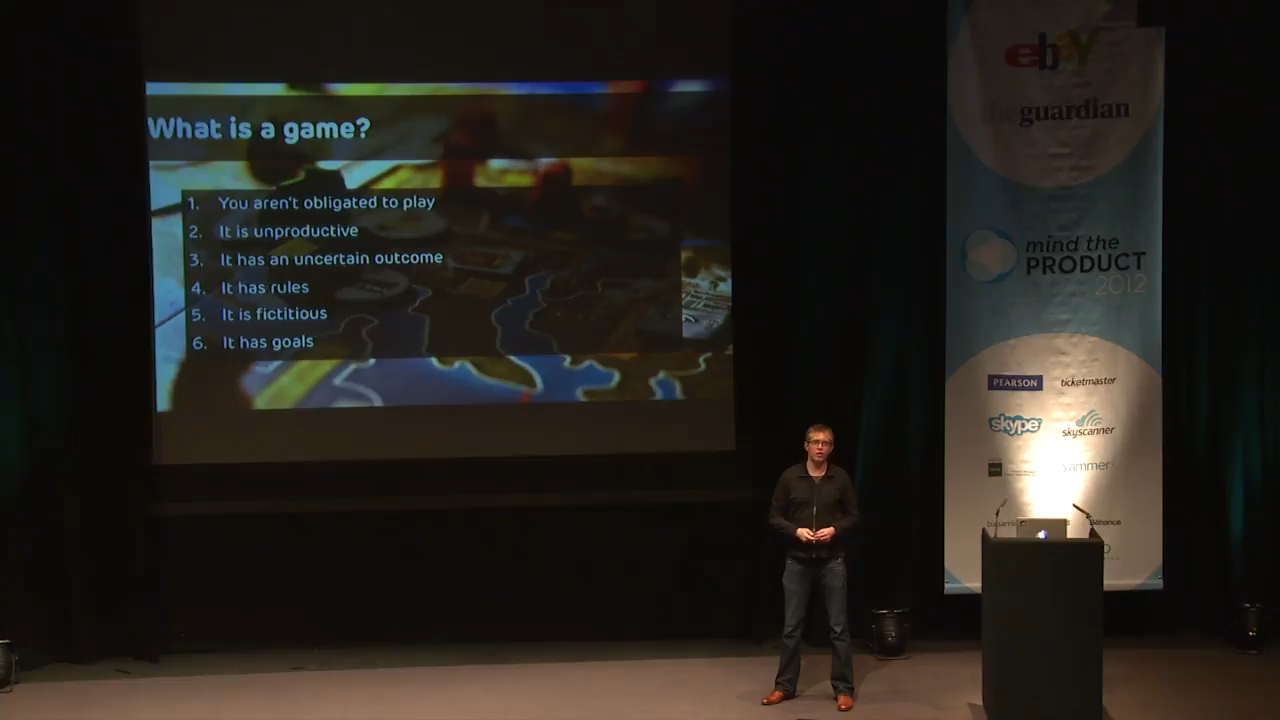 What is a game?
1. You aren't obligated to play
2. It is unproductive
3. It has an uncertain outcome
4. It has rules
5. It is fictitious
6. It has goals
ebay
theguardian
mind the
PRODUCT
2012
PEARSON ticketmaster
skype skyscanner
yammer
Behance